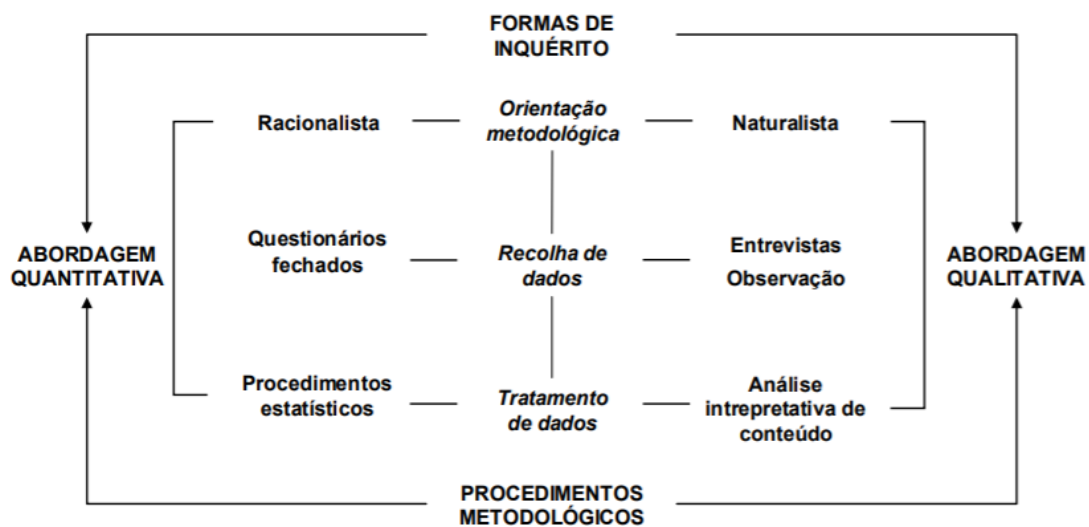 FORMAS DE
INQUÉRITO
Racionalista
Orientação
metodológica
Naturalista
ABORDAGEM
QUANTITATIVA
Questionários
fechados
Recolha de
dados
Entrevistas
Observação
ABORDAGEM
QUALITATIVA
Procedimentos
estatísticos
Tratamento
de dados
Análise
intrepretativa de
conteúdo
PROCEDIMENTOS
METODOLÓGICOS